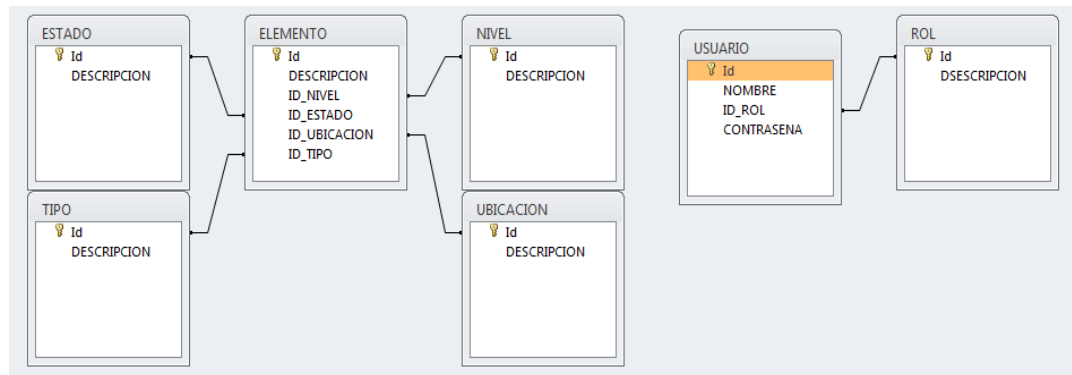 ESTADO
Id
DESCRIPCION
ELEMENTO
Id
DESCRIPCION
ID_NIVEL
ID_ESTADO
ID_UBICACION
ID_TIPO
NIVEL
Id
DESCRIPCION
USUARIO
Id
NOMBRE
ID_ROL
CONTRASENA
ROL
Id
DSESCRIPCION
TIPO
Id
DESCRIPCION
UBICACION
Id
DESCRIPCION